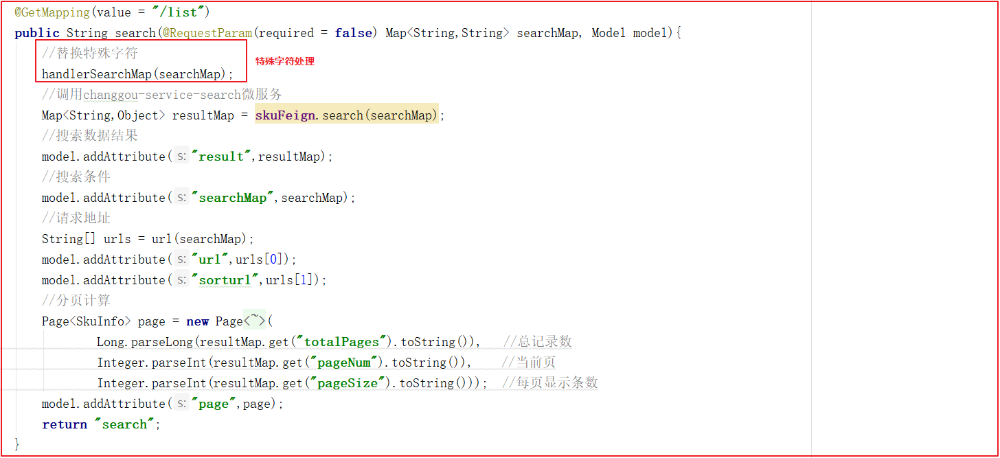 @GetMapping(value = "/list")
public String search(@RequestParam(required = false) Map<String,String> searchMap, Model model){
//替换特殊字符
特殊字符处理
handlerSearchMap(searchMap);
//调用changgou-service-search微服务
Map<String,Object> resultMap = skuFeign.search(searchMap);
//搜索数据结果
model.addAttribute( s: "result",resultMap);
//搜索条件
model.addAttribute( s: "searchMap",searchMap);
//请求地址
String[] urls = url(searchMap);
model.addAttribute( s: "url",urls[0]);
model.addAttribute( s: "sorturl",urls[1]);
//分页计算
Page<SkuInfo> page = new Page<~>(
Long.parseLong(resultMap.get("totalPages").toString()), //总记录数
Integer.parseInt(resultMap.get("pageNum").toString()), //当前页
Integer.parseInt(resultMap.get("pageSize").toString())); //每页显示条数
model.addAttribute( s: "page",page);
return "search";
}